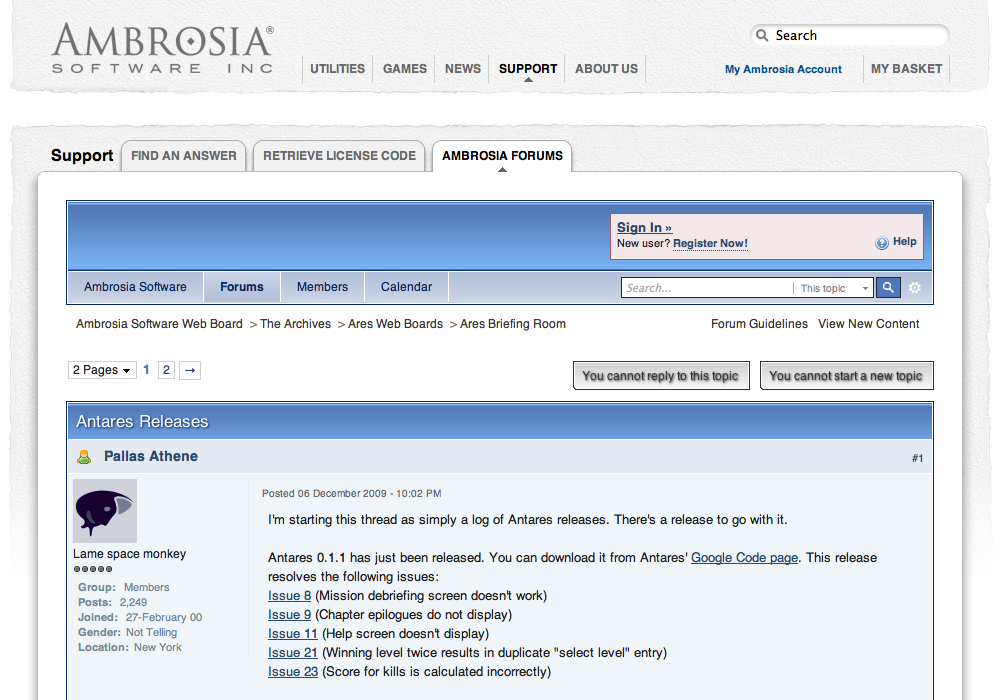 AMBROSIA®
SOFTWARE INC
Search
UTILITIES GAMES NEWS SUPPORT ABOUT US
My Ambrosia Account MY BASKET
Support FIND AN ANSWER RETRIEVE LICENSE CODE AMBROSIA FORUMS
Sign In »
New user? Register Now!
Help
Ambrosia Software Forums Members Calendar
Search... This topic
Ambrosia Software Web Board > The Archives > Ares Web Boards > Ares Briefing Room
Forum Guidelines View New Content
2 Pages 1 2 →
You cannot reply to this topic You cannot start a new topic
Antares Releases
Pallas Athene #1
Posted 06 December 2009 - 10:02 PM
Lame space monkey
Group: Members
Posts: 2,249
Joined: 27-February 00
Gender: Not Telling
Location: New York
I'm starting this thread as simply a log of Antares releases. There's a release to go with it.
Antares 0.1.1 has just been released. You can download it from Antares' Google Code page. This release
resolves the following issues:
Issue 8 (Mission debriefing screen doesn't work)
Issue 9 (Chapter epilogues do not display)
Issue 11 (Help screen doesn't display)
Issue 21 (Winning level twice results in duplicate "select level" entry)
Issue 23 (Score for kills is calculated incorrectly)